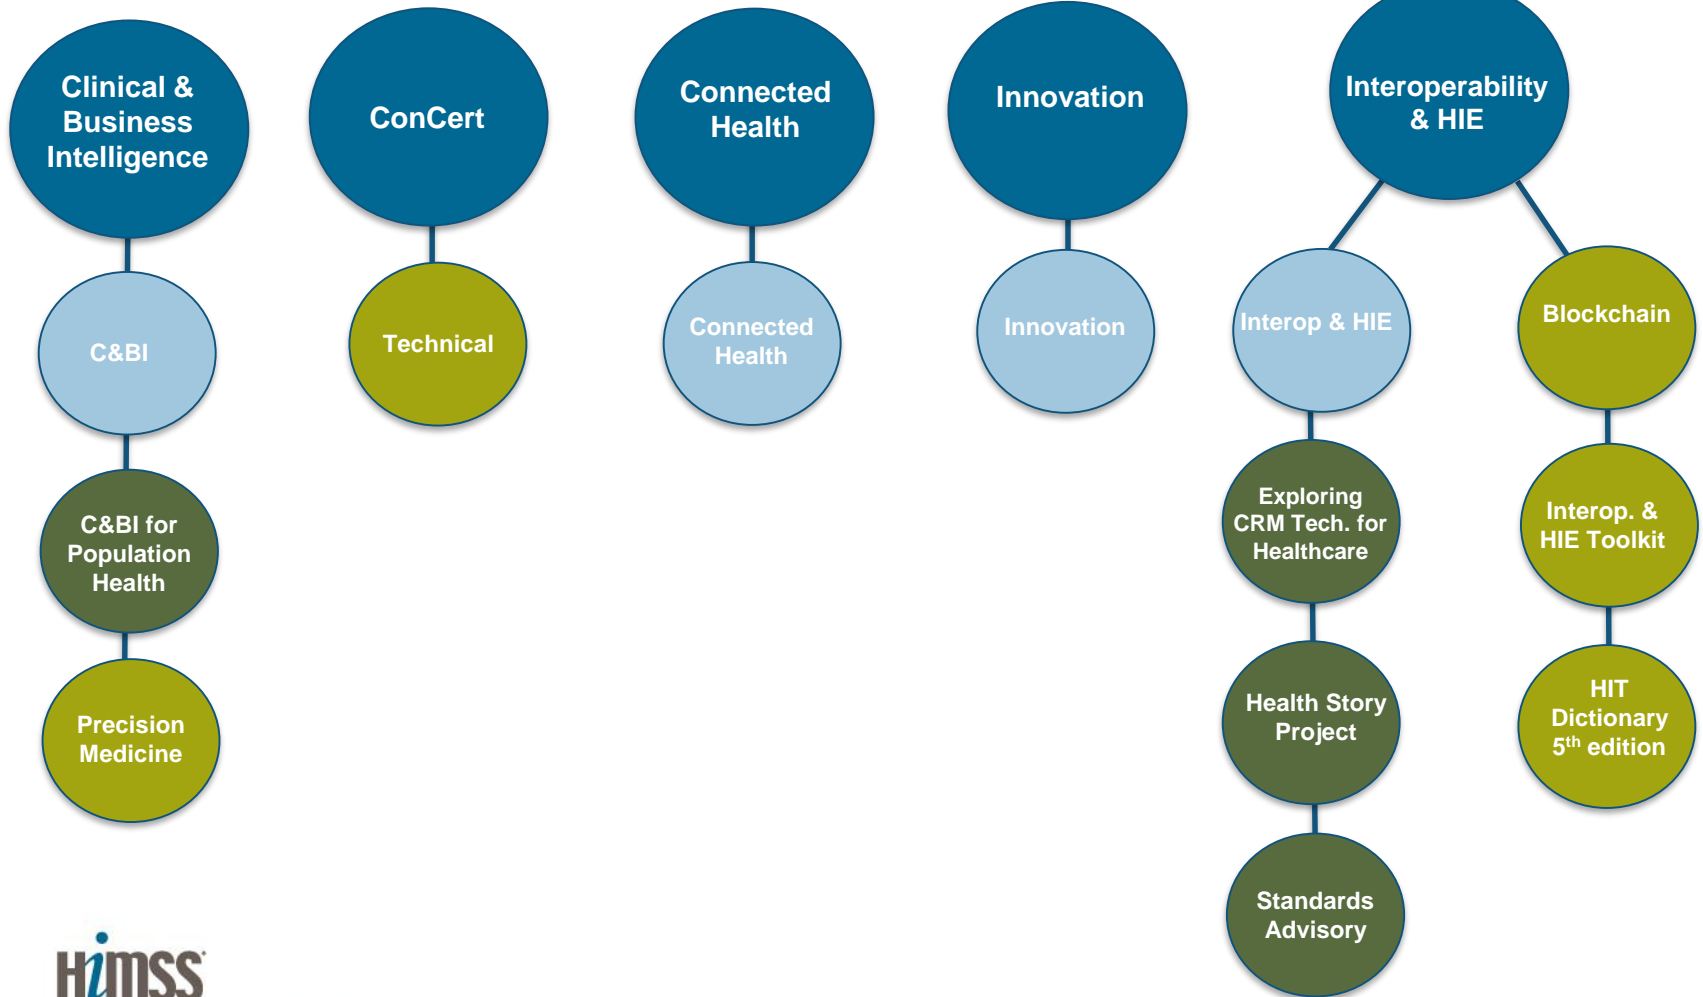 Clinical &
Business
Intelligence
ConCert
Connected
Health
Innovation
Interoperability
& HIE
C&BI
Technical
Connected
Health
Innovation
Interop & HIE
Blockchain
C&BI for
Population
Health
Exploring
CRM Tech. for
Healthcare
Interop. &
HIE Toolkit
Precision
Medicine
Health Story
Project
HIT
Dictionary
5th edition
Standards
Advisory
HIMSS